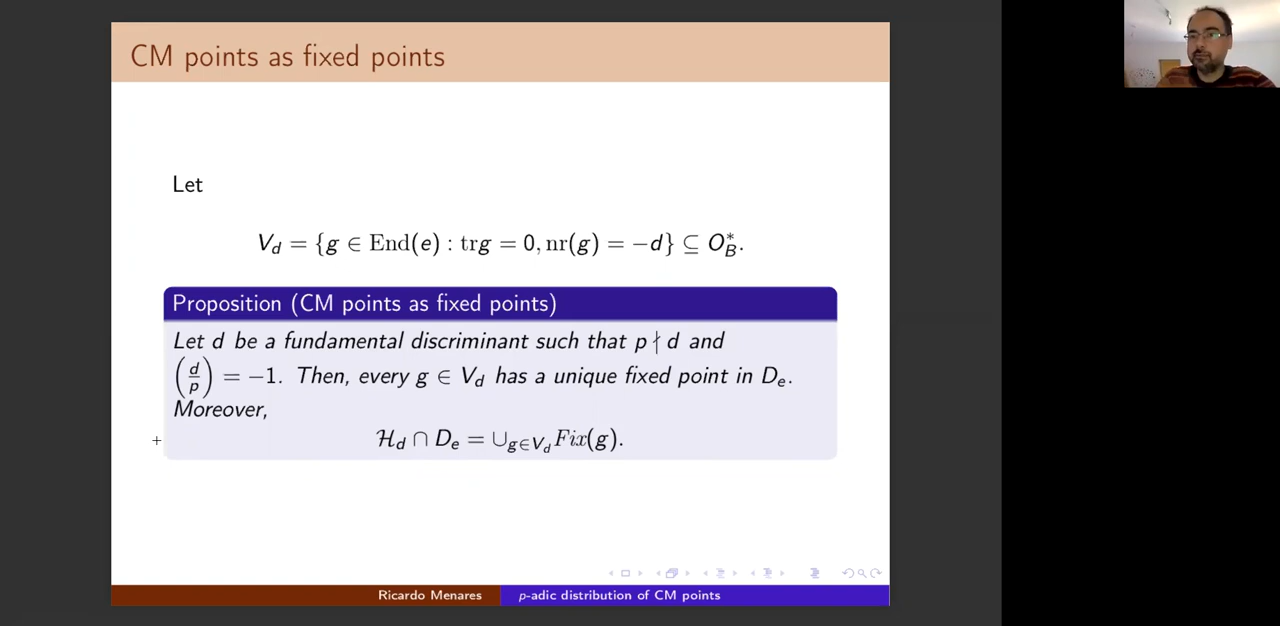 CM points as fixed points
Let
V_d = {g ∈ End(e) : trg = 0, nr(g) = −d} ⊆ O_B^*.
Proposition (CM points as fixed points)
Let d be a fundamental discriminant such that p ∤ d and
(d/p) = −1. Then, every g ∈ V_d has a unique fixed point in D_e.
Moreover,
ℋ_d ∩ D_e = ∪_{g∈V_d} Fix(g).
Ricardo Menares
p-adic distribution of CM points